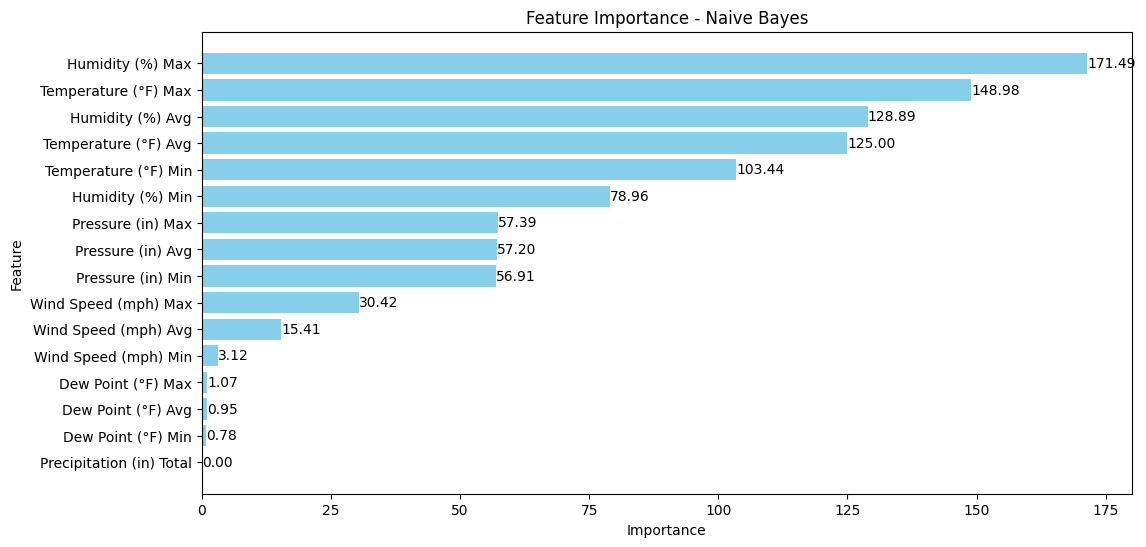 Feature Importance - Naive Bayes
Feature
Humidity (%) Max 171.49
Temperature (°F) Max 148.98
Humidity (%) Avg 128.89
Temperature (°F) Avg 125.00
Temperature (°F) Min 103.44
Humidity (%) Min 78.96
Pressure (in) Max 57.39
Pressure (in) Avg 57.20
Pressure (in) Min 56.91
Wind Speed (mph) Max 30.42
Wind Speed (mph) Avg 15.41
Wind Speed (mph) Min 3.12
Dew Point (°F) Max 1.07
Dew Point (°F) Avg 0.95
Dew Point (°F) Min 0.78
Precipitation (in) Total 0.00
0 25 50 75 100 125 150 175
Importance